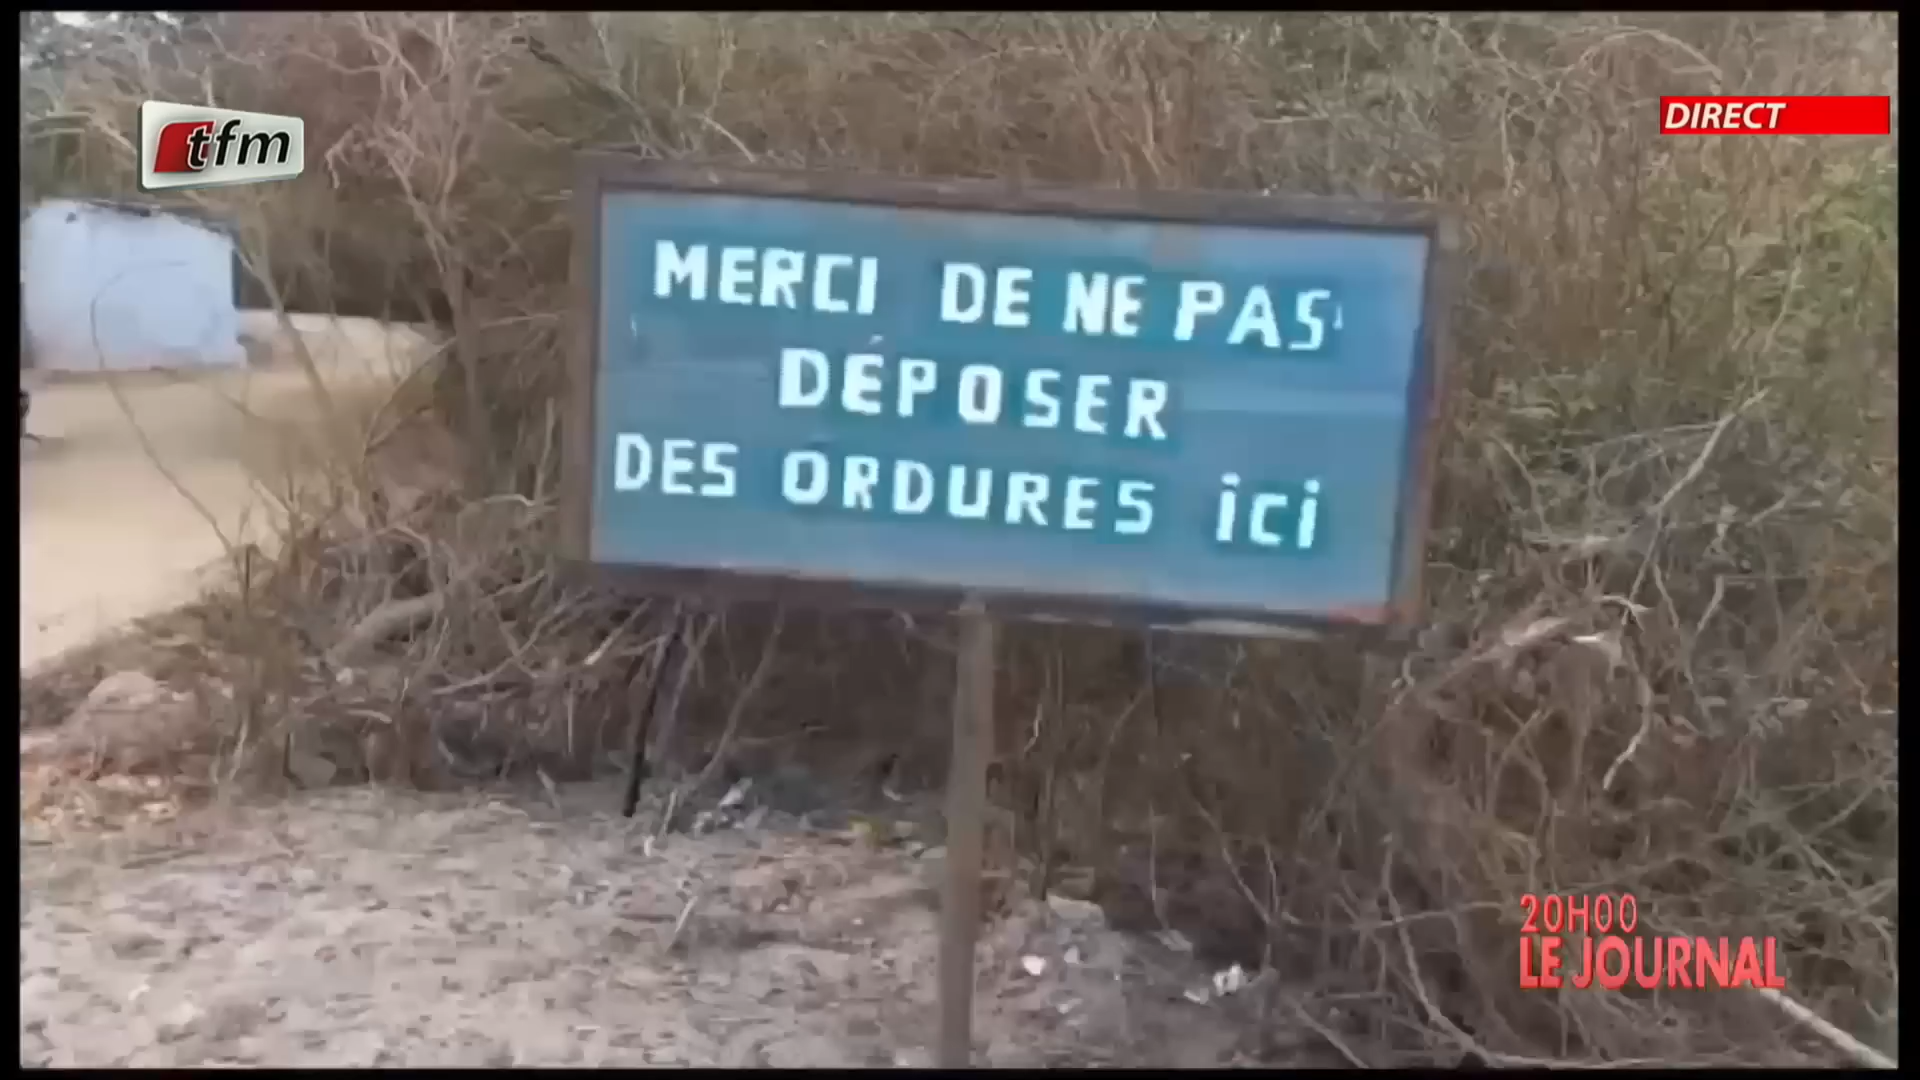 tfm
DIRECT
MERCI DE NE PAS
DÉPOSER
DES ORDURES iCi
20H00
LE JOURNAL